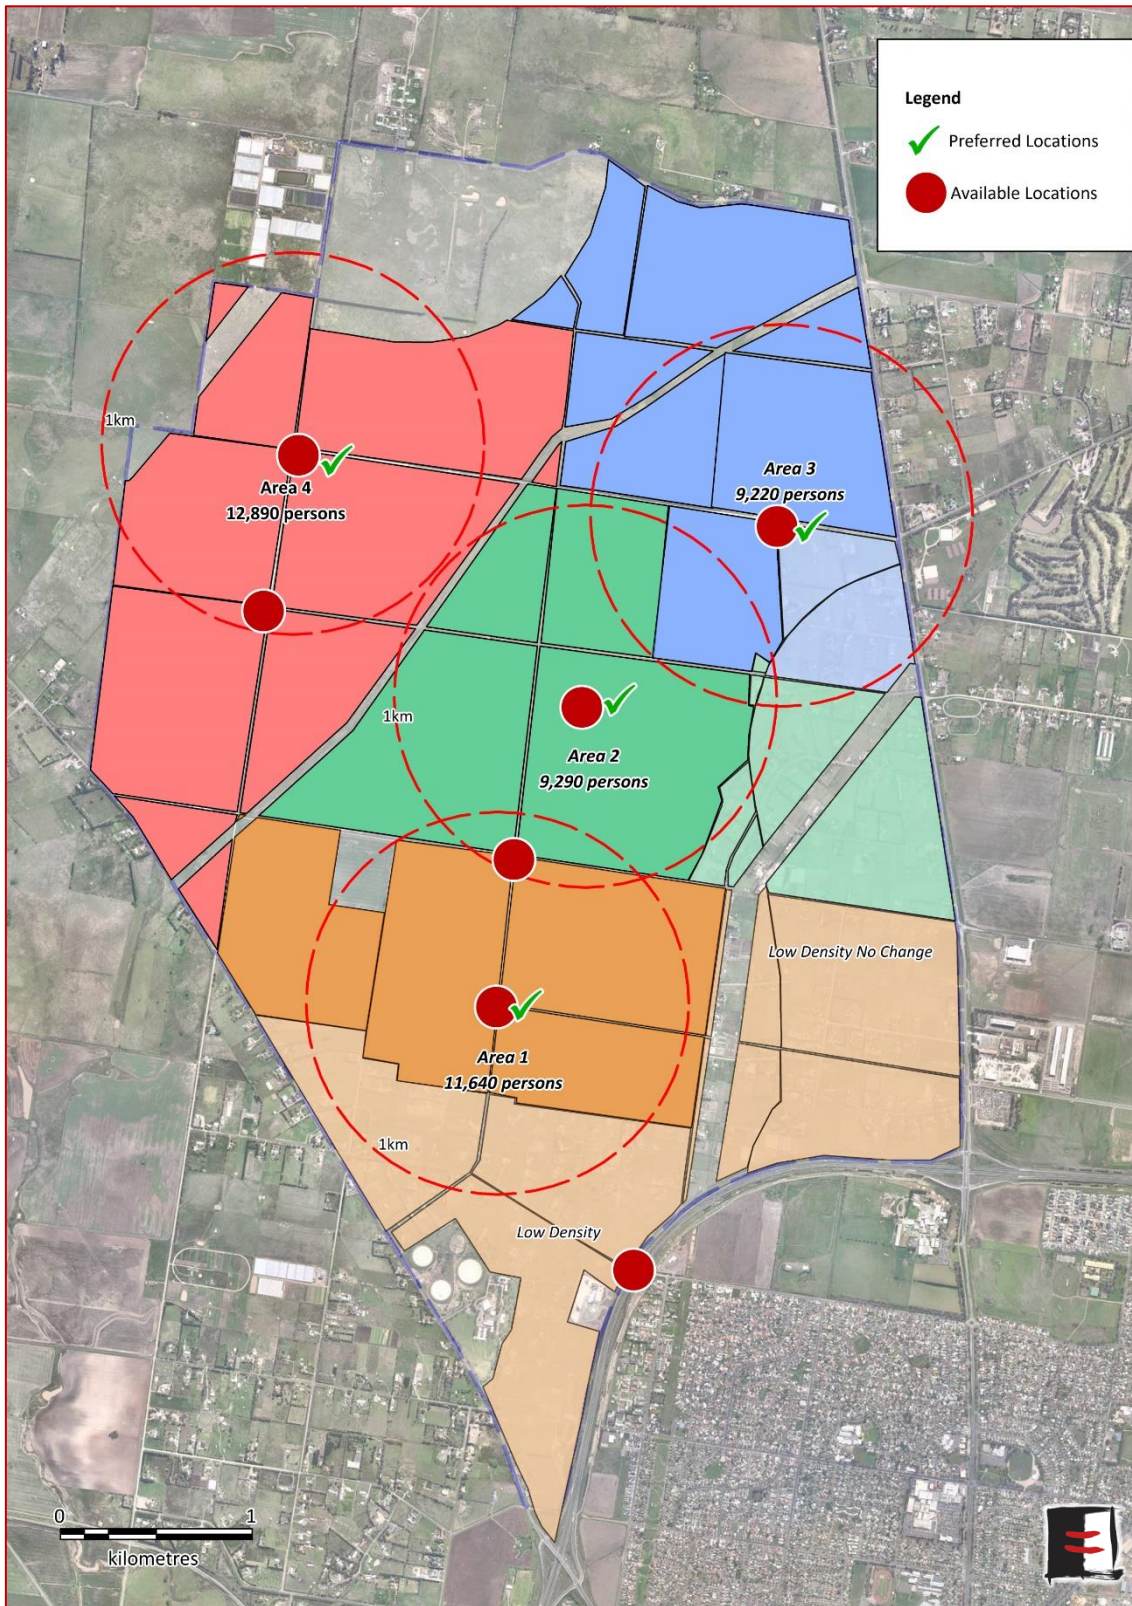 Legend
Preferred Locations
Available Locations
1km
Area 4
12,890 persons
Area 3
9,220 persons
1km
Area 2
9,290 persons
Low Density No Change
Area 1
11,640 persons
1km
Low Density
0 1
kilometres